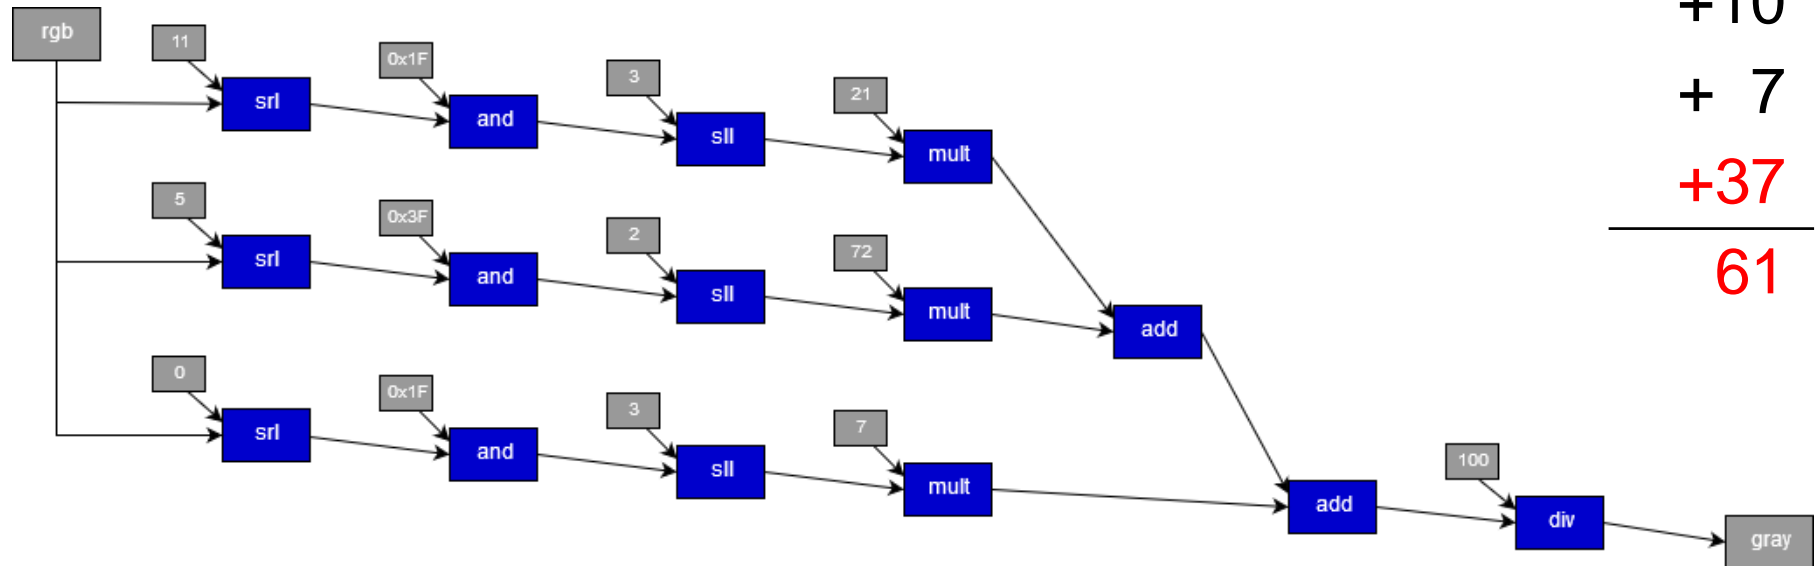 rgb
11
srl
0x1F
and
3
sll
21
mult
5
srl
0x3F
and
2
sll
72
mult
add
0
srl
0x1F
and
3
sll
7
mult
add
100
div
gray
+10
+ 7
+37
61